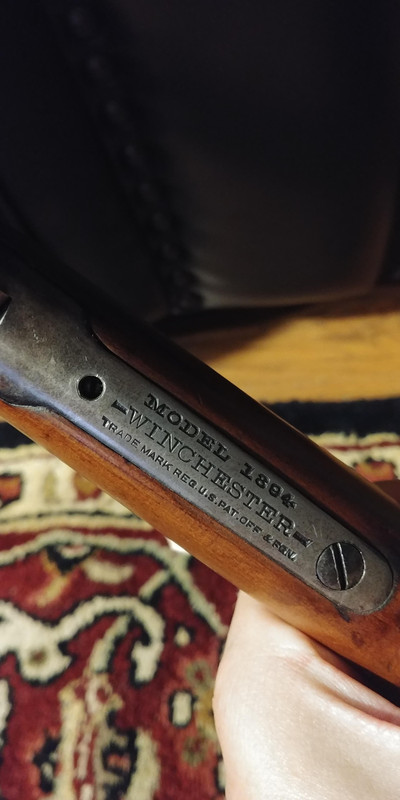 MODEL 1894
WINCHESTER
TRADE MARK REG.U.S.PAT.OFF & FGN.